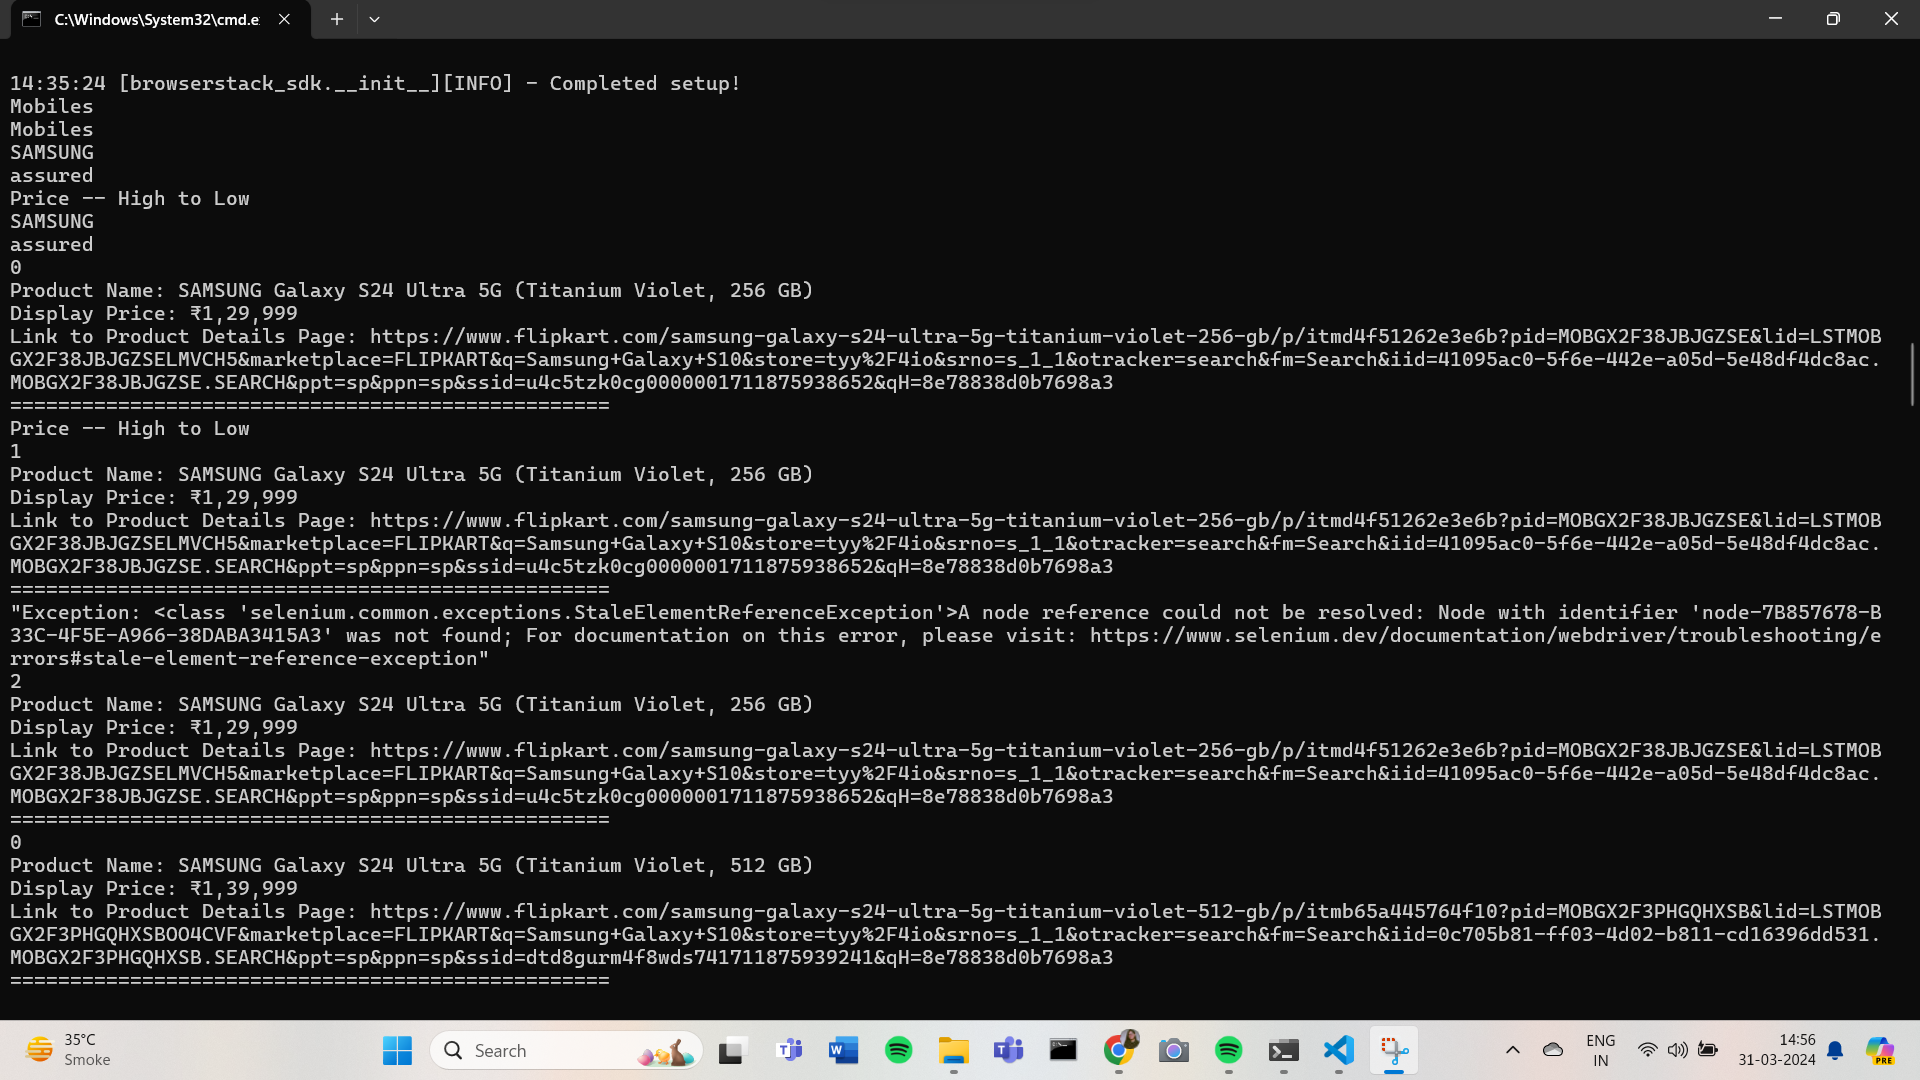 C:\Windows\System32\cmd.e
14:35:24 [browserstack_sdk.__init__][INFO] - Completed setup!
Mobiles
Mobiles
SAMSUNG
assured
Price -- High to Low
SAMSUNG
assured
0
Product Name: SAMSUNG Galaxy S24 Ultra 5G (Titanium Violet, 256 GB)
Display Price: ₹1,29,999
Link to Product Details Page: https://www.flipkart.com/samsung-galaxy-s24-ultra-5g-titanium-violet-256-gb/p/itmd4f51262e3e6b?pid=MOBGX2F38JBJGZSE&lid=LSTMOB
GX2F38JBJGZSELMVCH5&marketplace=FLIPKART&q=Samsung+Galaxy+S10&store=tyy%2F4io&srno=s_1_1&otracker=search&fm=Search&iid=41095ac0-5f6e-442e-a05d-5e48df4dc8ac.
MOBGX2F38JBJGZSE.SEARCH&ppt=sp&ppn=sp&ssid=u4c5tzk0cg0000001711875938652&qH=8e78838d0b7698a3
==================================================
Price -- High to Low
1
Product Name: SAMSUNG Galaxy S24 Ultra 5G (Titanium Violet, 256 GB)
Display Price: ₹1,29,999
Link to Product Details Page: https://www.flipkart.com/samsung-galaxy-s24-ultra-5g-titanium-violet-256-gb/p/itmd4f51262e3e6b?pid=MOBGX2F38JBJGZSE&lid=LSTMOB
GX2F38JBJGZSELMVCH5&marketplace=FLIPKART&q=Samsung+Galaxy+S10&store=tyy%2F4io&srno=s_1_1&otracker=search&fm=Search&iid=41095ac0-5f6e-442e-a05d-5e48df4dc8ac.
MOBGX2F38JBJGZSE.SEARCH&ppt=sp&ppn=sp&ssid=u4c5tzk0cg0000001711875938652&qH=8e78838d0b7698a3
==================================================
"Exception: <class 'selenium.common.exceptions.StaleElementReferenceException'>A node reference could not be resolved: Node with identifier 'node-7B857678-B
33C-4F5E-A966-38DABA3415A3' was not found; For documentation on this error, please visit: https://www.selenium.dev/documentation/webdriver/troubleshooting/e
rrors#stale-element-reference-exception"
2
Product Name: SAMSUNG Galaxy S24 Ultra 5G (Titanium Violet, 256 GB)
Display Price: ₹1,29,999
Link to Product Details Page: https://www.flipkart.com/samsung-galaxy-s24-ultra-5g-titanium-violet-256-gb/p/itmd4f51262e3e6b?pid=MOBGX2F38JBJGZSE&lid=LSTMOB
GX2F38JBJGZSELMVCH5&marketplace=FLIPKART&q=Samsung+Galaxy+S10&store=tyy%2F4io&srno=s_1_1&otracker=search&fm=Search&iid=41095ac0-5f6e-442e-a05d-5e48df4dc8ac.
MOBGX2F38JBJGZSE.SEARCH&ppt=sp&ppn=sp&ssid=u4c5tzk0cg0000001711875938652&qH=8e78838d0b7698a3
==================================================
0
Product Name: SAMSUNG Galaxy S24 Ultra 5G (Titanium Violet, 512 GB)
Display Price: ₹1,39,999
Link to Product Details Page: https://www.flipkart.com/samsung-galaxy-s24-ultra-5g-titanium-violet-512-gb/p/itmb65a445764f10?pid=MOBGX2F3PHGQHXSB&lid=LSTMOB
GX2F3PHGQHXSBOO4CVF&marketplace=FLIPKART&q=Samsung+Galaxy+S10&store=tyy%2F4io&srno=s_1_1&otracker=search&fm=Search&iid=0c705b81-ff03-4d02-b811-cd16396dd531.
MOBGX2F3PHGQHXSB.SEARCH&ppt=sp&ppn=sp&ssid=dtd8gurm4f8wds741711875939241&qH=8e78838d0b7698a3
==================================================
35°C
Smoke
Search
ENG
IN
14:56
31-03-2024
PRE